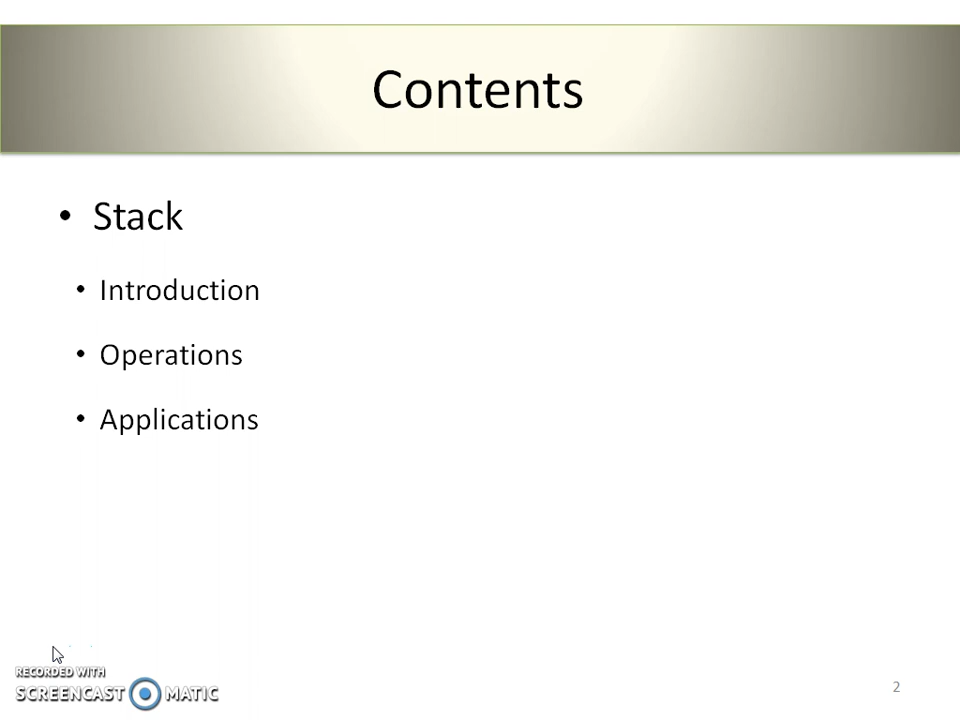 Contents
• Stack
• Introduction
• Operations
• Applications
RECORDED WITH
SCREENCAST MATIC
2